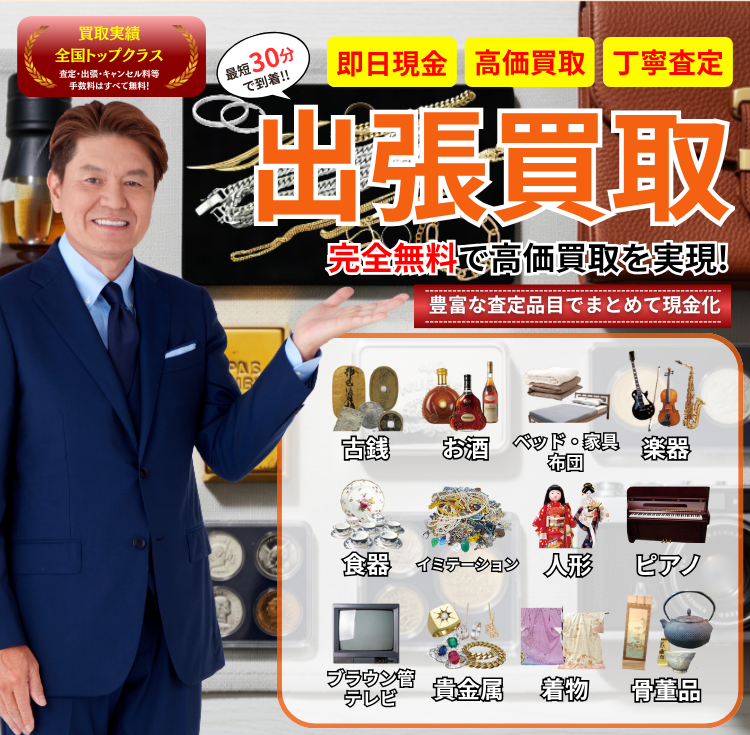 買取実績
全国トップクラス
査定・出張・キャンセル料等
手数料はすべて無料!
最短30分
で到着!!
即日現金 高価買取 丁寧査定
出張買取
完全無料で高価買取を実現!
豊富な査定品目でまとめて現金化
古銭 お酒 ベッド・家具 楽器
布団
食器 イミテーション 人形 ピアノ
ブラウン管 貴金属 着物 骨董品
テレビ